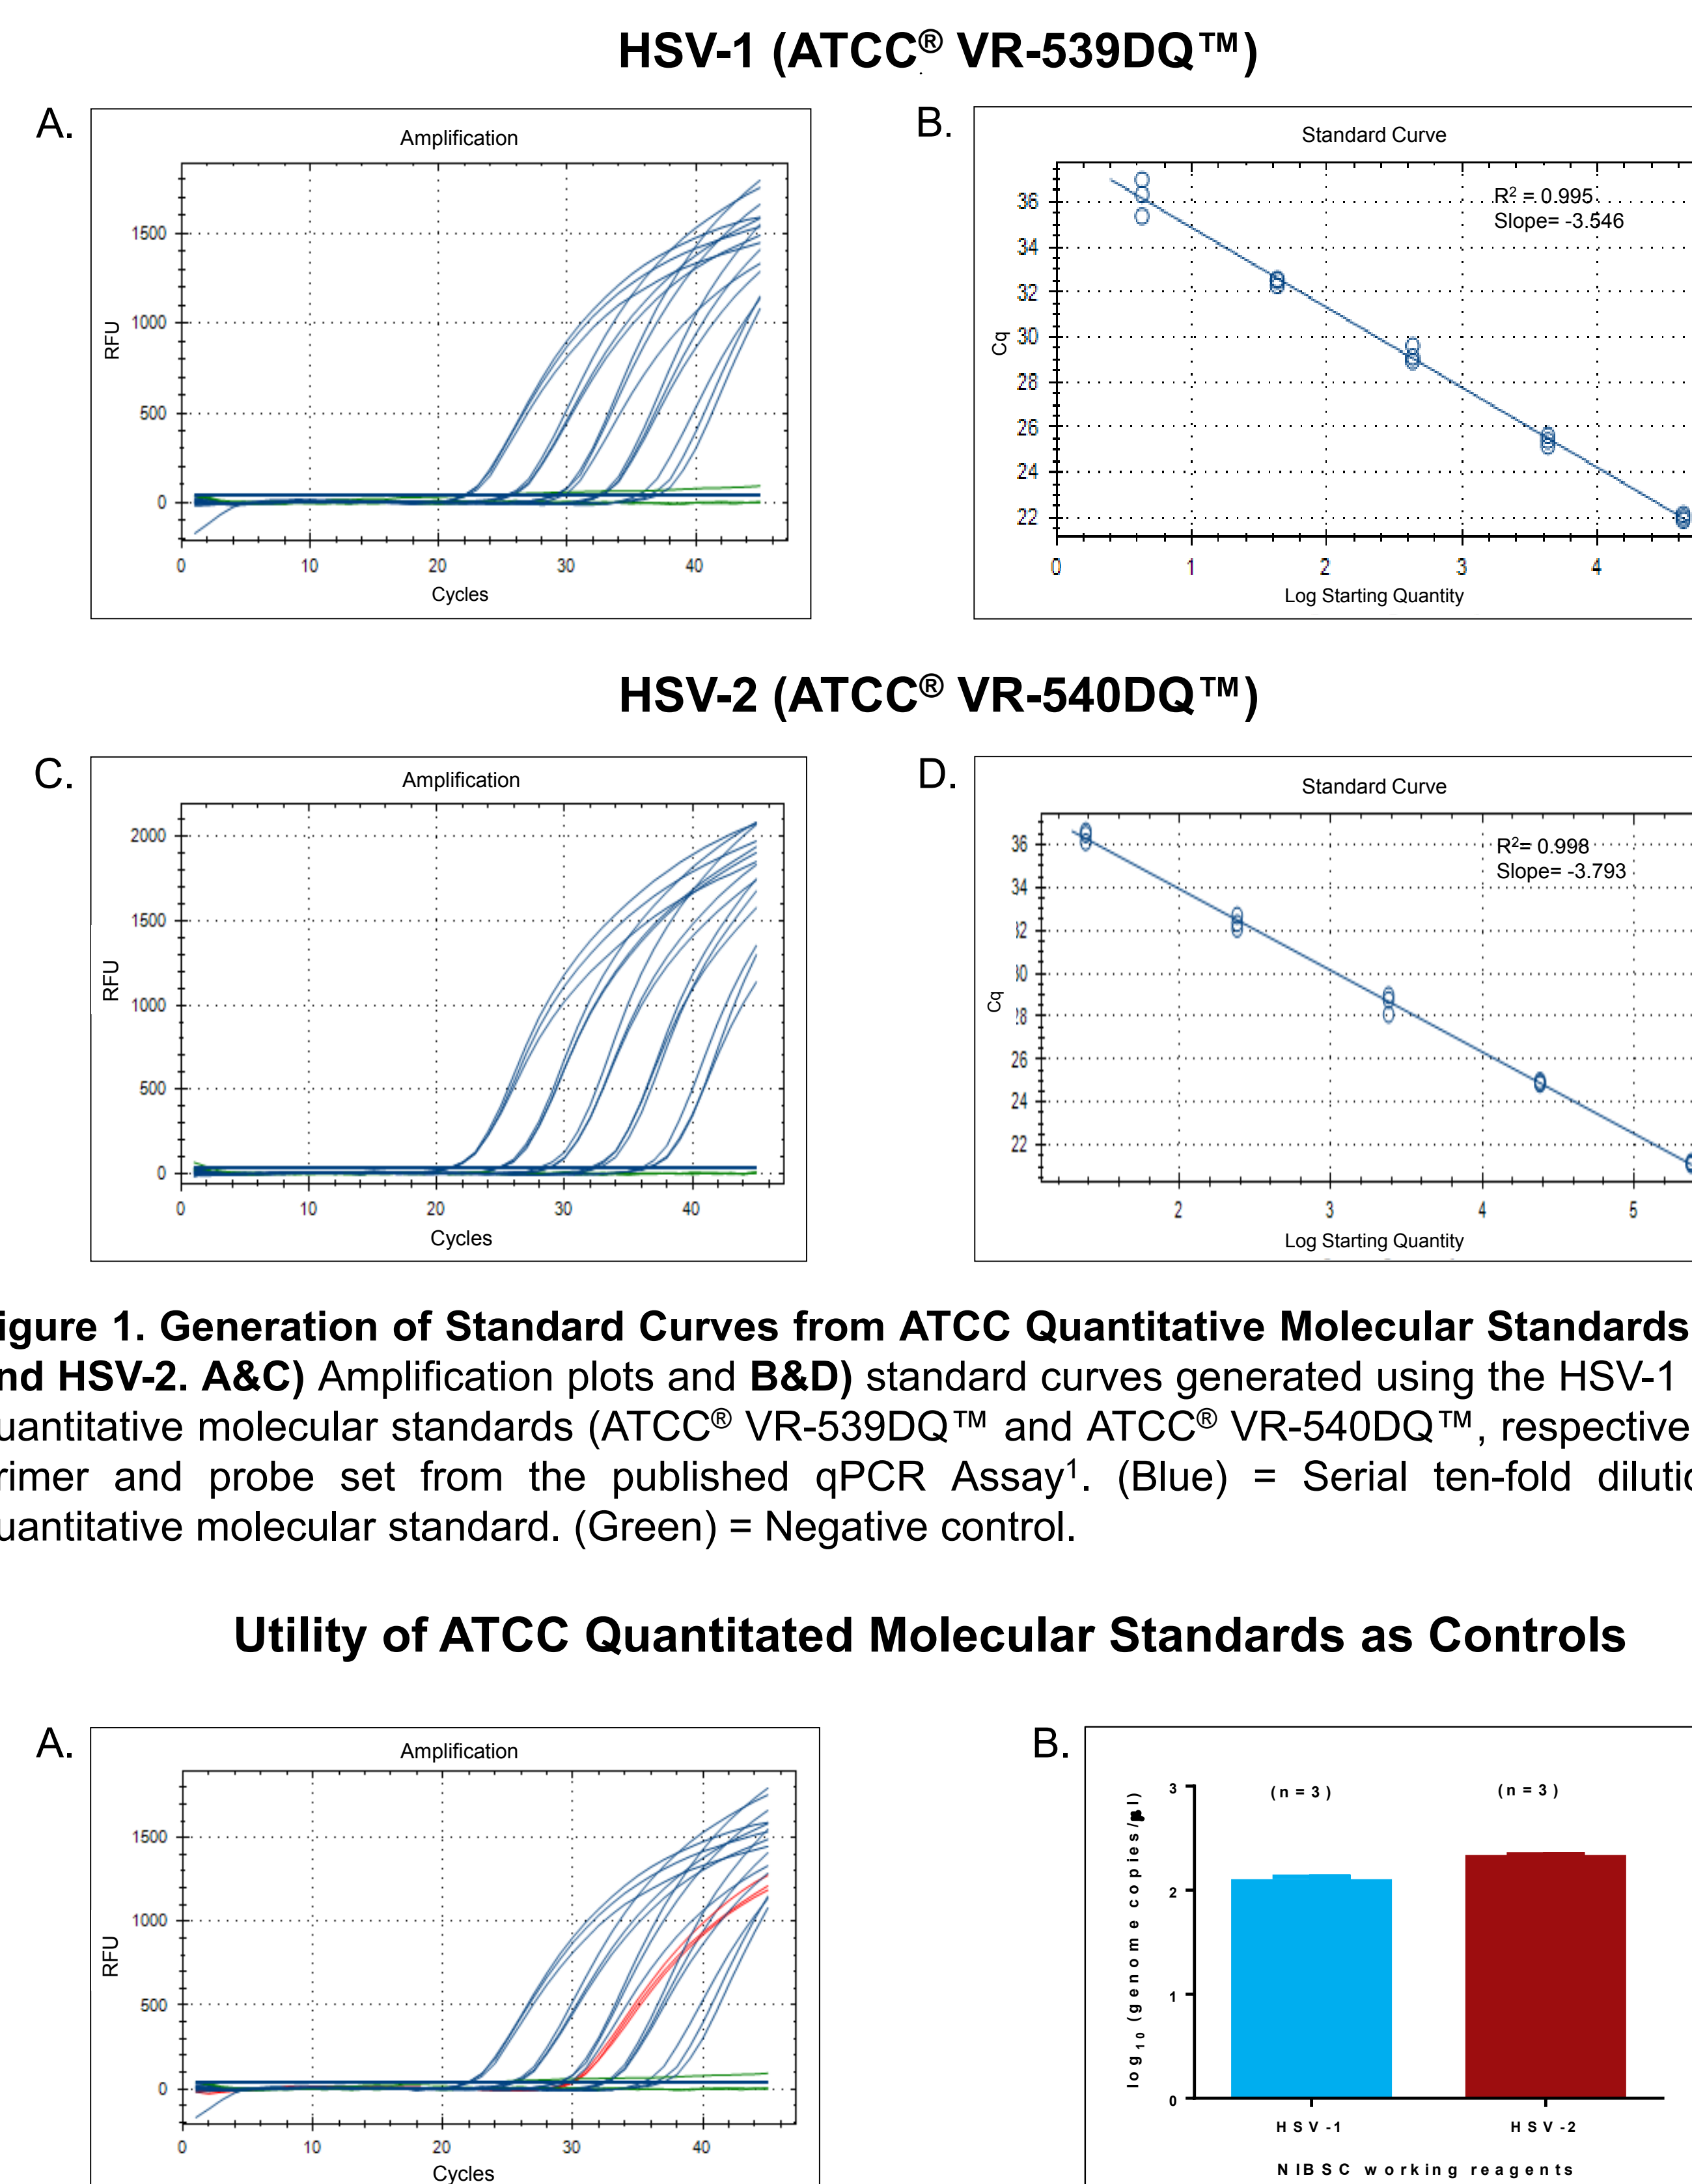 HSV-1 (ATCC® VR-539DQ™)
A.
Amplification
1500
1000
500
0
RFU
0 10 20 30 40
Cycles
B.
Standard Curve
R² = 0.995
Slope= -3.546
36
34
32
30
28
26
24
22
Cq
0 1 2 3 4
Log Starting Quantity
HSV-2 (ATCC® VR-540DQ™)
C.
Amplification
2000
1500
1000
500
0
RFU
0 10 20 30 40
Cycles
D.
Standard Curve
R²= 0.998
Slope= -3.793
36
34
32
30
28
26
24
22
Cq
2 3 4 5
Log Starting Quantity
igure 1. Generation of Standard Curves from ATCC Quantitative Molecular Standards
nd HSV-2. A&C) Amplification plots and B&D) standard curves generated using the HSV-1
uantitative molecular standards (ATCC® VR-539DQ™ and ATCC® VR-540DQ™, respective
rimer and probe set from the published qPCR Assay¹. (Blue) = Serial ten-fold dilutio
uantitative molecular standard. (Green) = Negative control.
Utility of ATCC Quantitated Molecular Standards as Controls
A.
Amplification
1500
1000
500
0
RFU
0 10 20 30 40
Cycles
B.
(n=3) (n=3)
3
2
1
0
log₁₀ (genome copies/µl)
HSV-1 HSV-2
NIBSC working reagents